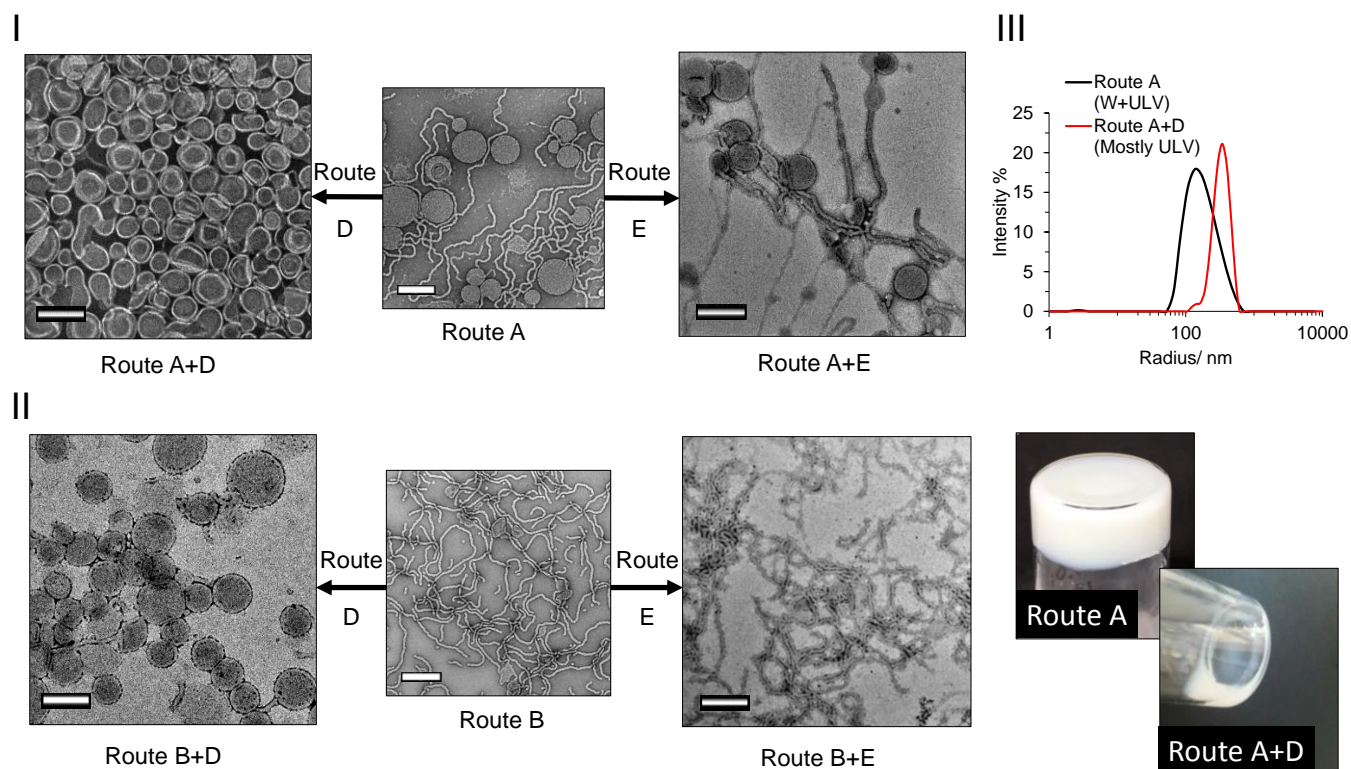 I
Route
D
Route
E
Route A+D
Route A
Route A+E
II
Route
D
Route
E
Route B+D
Route B
Route B+E
III
Route A
(W+ULV)
Route A+D
(Mostly ULV)
25
20
15
10
5
0
Intensity %
1
100
10000
Radius/ nm
Route A
Route A+D